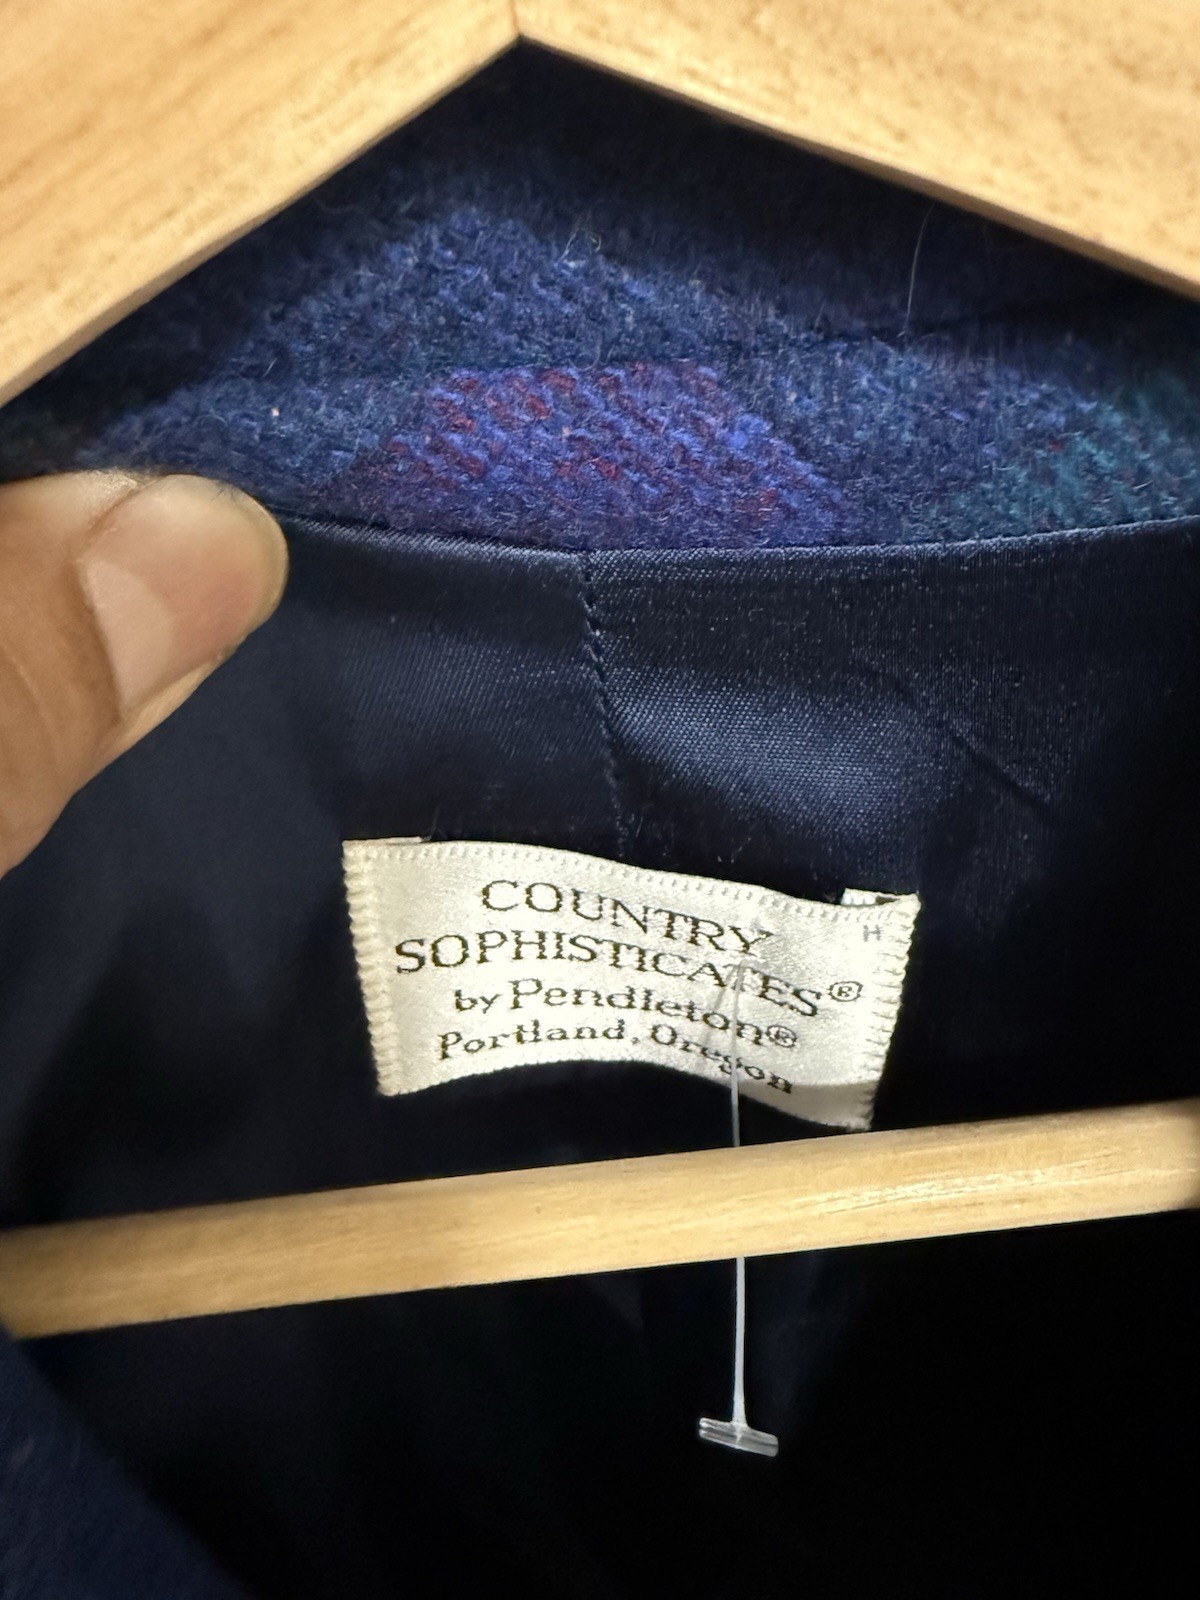 COUNTRY
SOPHISTICATES®
by Pendleton®
Portland, Oregon
H